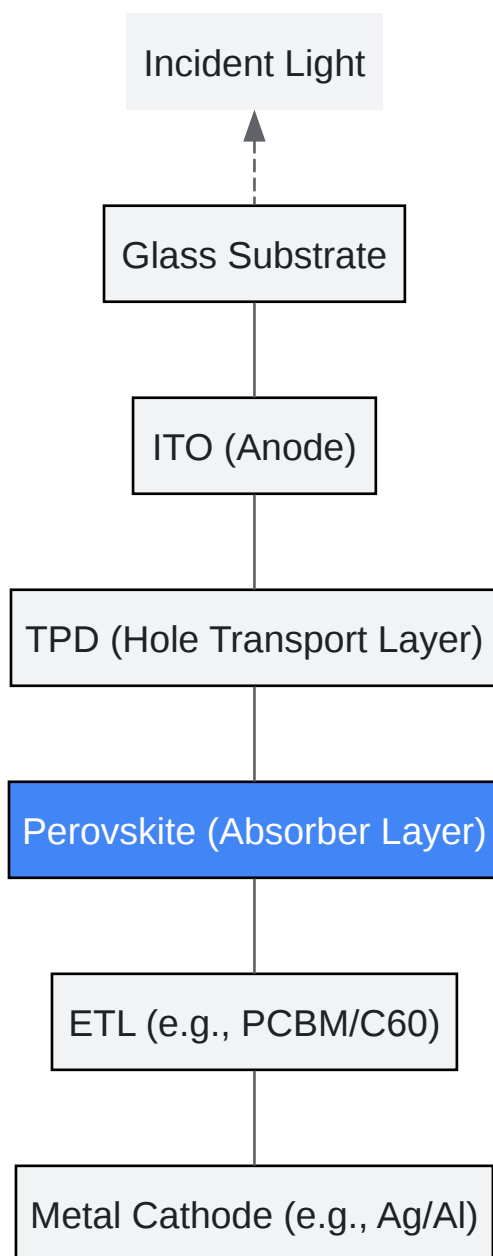 Incident Light
Glass Substrate
ITO (Anode)
TPD (Hole Transport Layer)
Perovskite (Absorber Layer)
ETL (e.g., PCBM/C60)
Metal Cathode (e.g., Ag/Al)